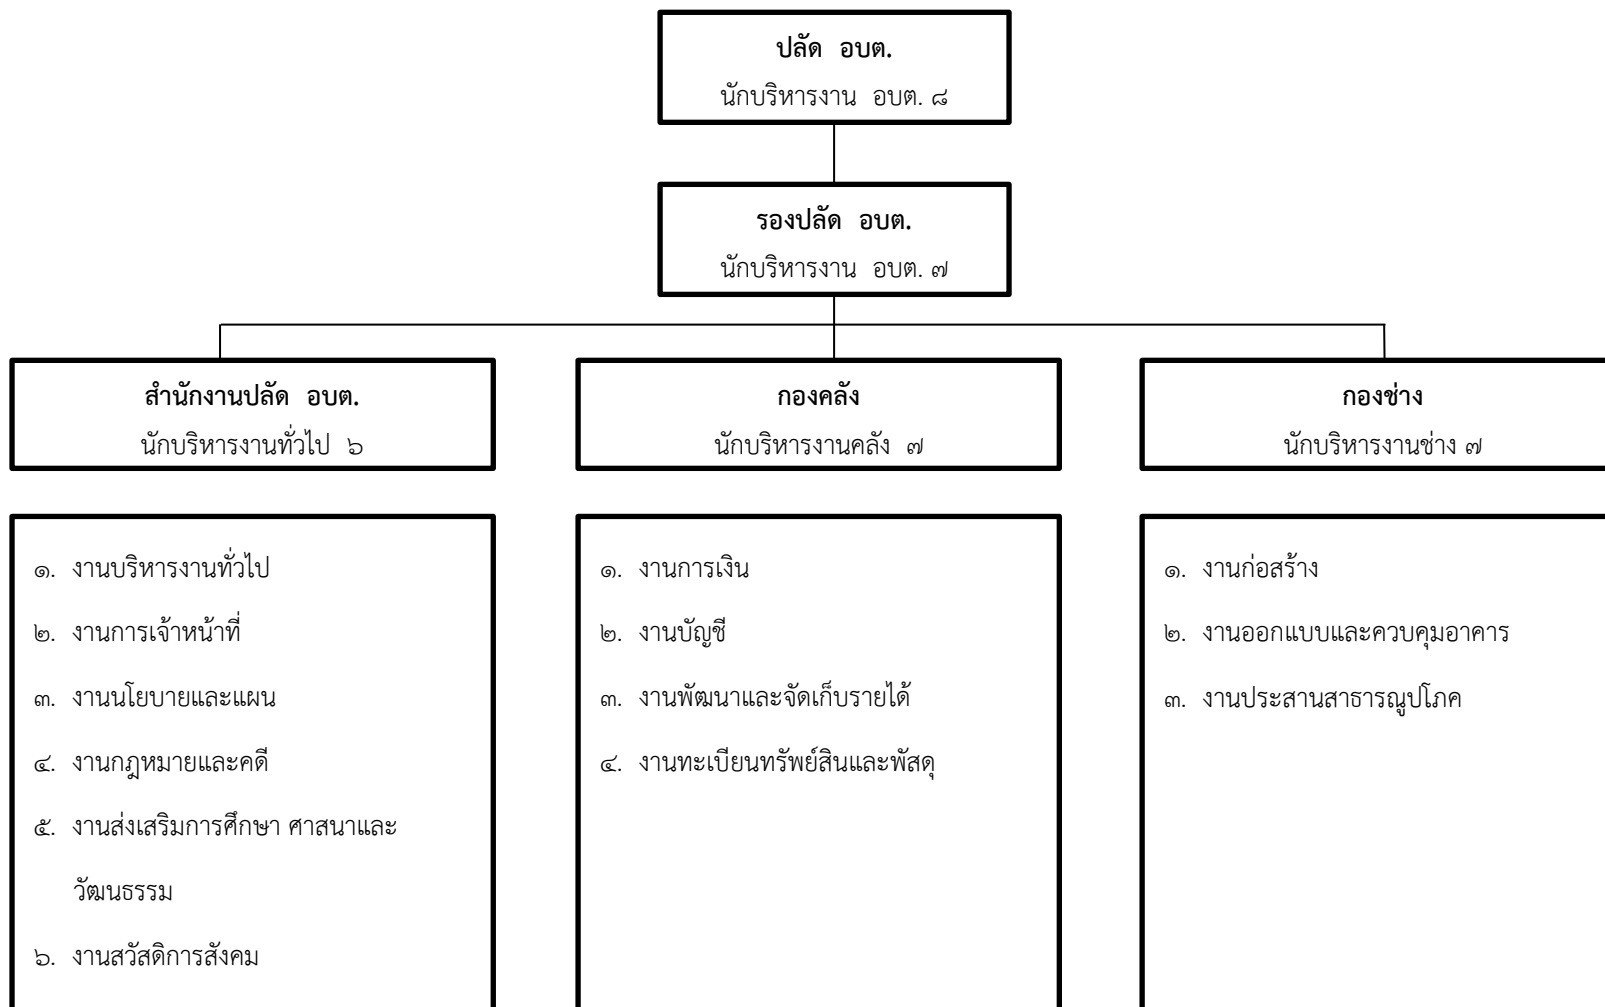 ปลัด อบต.
นักบริหารงาน อบต. ๘
รองปลัด อบต.
นักบริหารงาน อบต. ๗
สำนักงานปลัด อบต.
นักบริหารงานทั่วไป ๖
กองคลัง
นักบริหารงานคลัง ๗
กองช่าง
นักบริหารงานช่าง ๗
๑. งานบริหารงานทั่วไป
๒. งานการเจ้าหน้าที่
๓. งานนโยบายและแผน
๔. งานกฎหมายและคดี
๕. งานส่งเสริมการศึกษา ศาสนาและ
วัฒนธรรม
๖. งานสวัสดิการสังคม
๑. งานการเงิน
๒. งานบัญชี
๓. งานพัฒนาและจัดเก็บรายได้
๔. งานทะเบียนทรัพย์สินและพัสดุ
๑. งานก่อสร้าง
๒. งานออกแบบและควบคุมอาคาร
๓. งานประสานสาธารณูปโภค